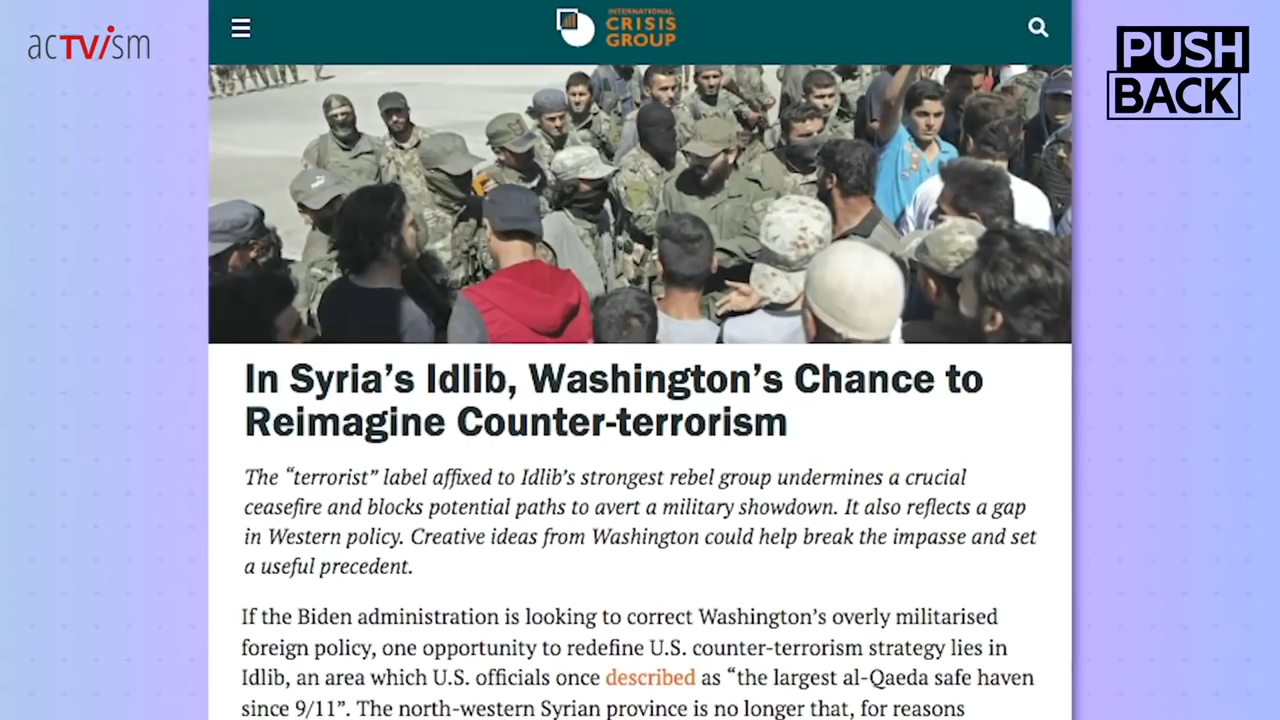 acTVism
INTERNATIONAL
CRISIS
GROUP
PUSH
BACK
In Syria’s Idlib, Washington’s Chance to
Reimagine Counter-terrorism
The “terrorist” label affixed to Idlib’s strongest rebel group undermines a crucial
ceasefire and blocks potential paths to avert a military showdown. It also reflects a gap
in Western policy. Creative ideas from Washington could help break the impasse and set
a useful precedent.
If the Biden administration is looking to correct Washington’s overly militarised
foreign policy, one opportunity to redefine U.S. counter-terrorism strategy lies in
Idlib, an area which U.S. officials once described as “the largest al-Qaeda safe haven
since 9/11”. The north-western Syrian province is no longer that, for reasons